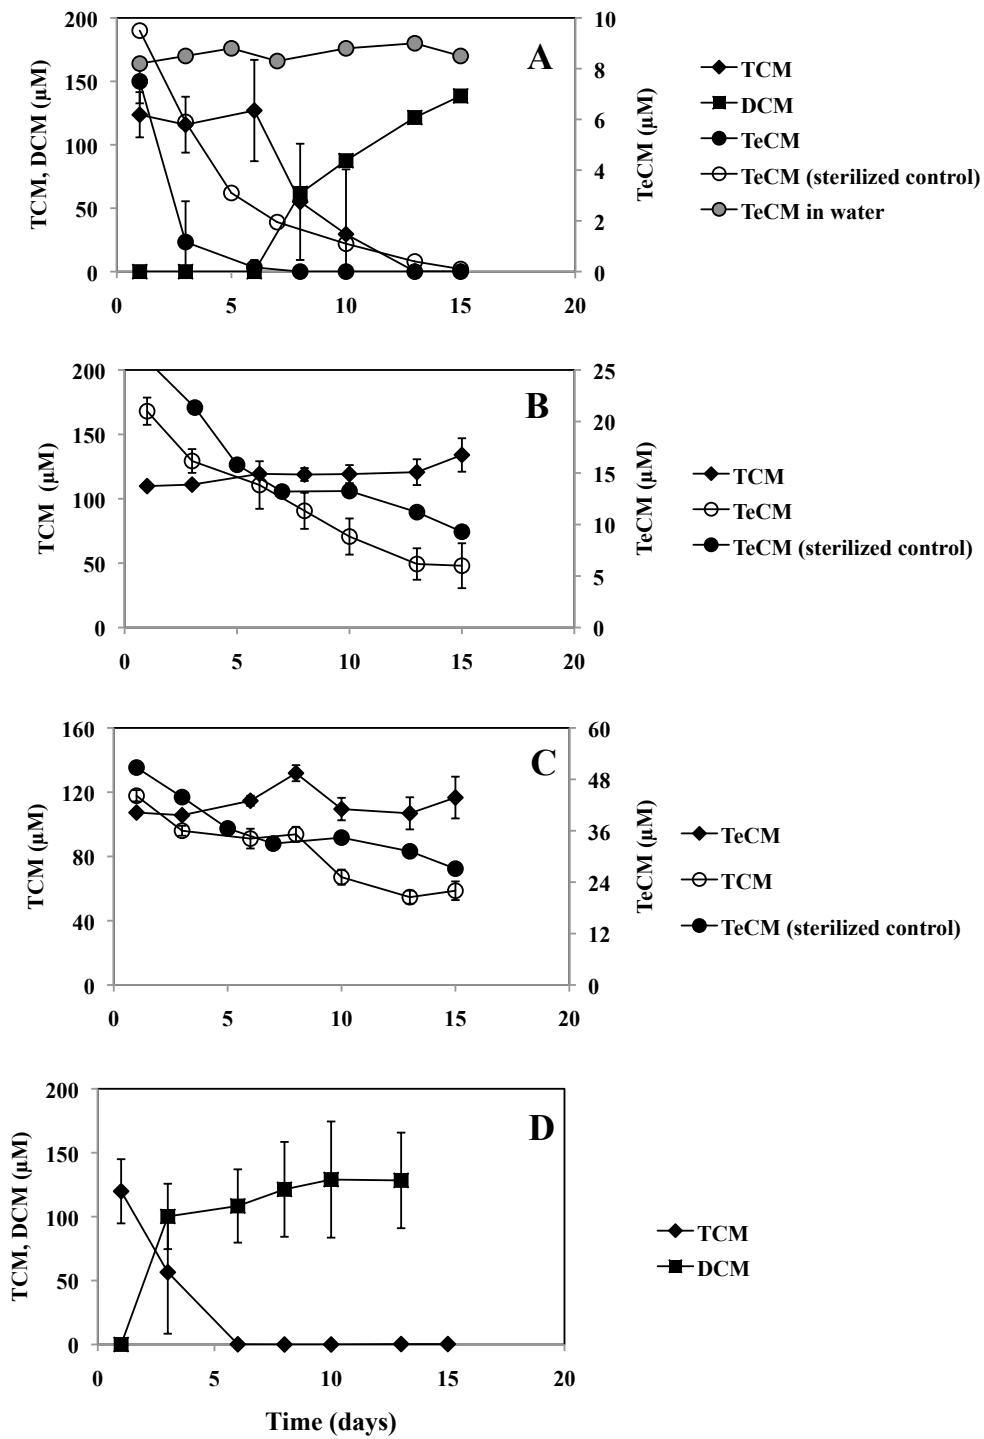 A
TCM, DCM (µM)
200
150
100
50
0
10
8
6
4
2
0
TeCM (µM)
0 5 10 15 20
TCM
DCM
TeCM
TeCM (sterilized control)
TeCM in water
B
TCM (µM)
200
150
100
50
0
25
20
15
10
5
0
TeCM (µM)
0 5 10 15 20
TCM
TeCM
TeCM (sterilized control)
C
TCM (µM)
160
120
80
40
0
60
48
36
24
12
0
TeCM (µM)
0 5 10 15 20
TeCM
TCM
TeCM (sterilized control)
D
TCM, DCM (µM)
200
150
100
50
0
0 5 10 15 20
TCM
DCM
Time (days)